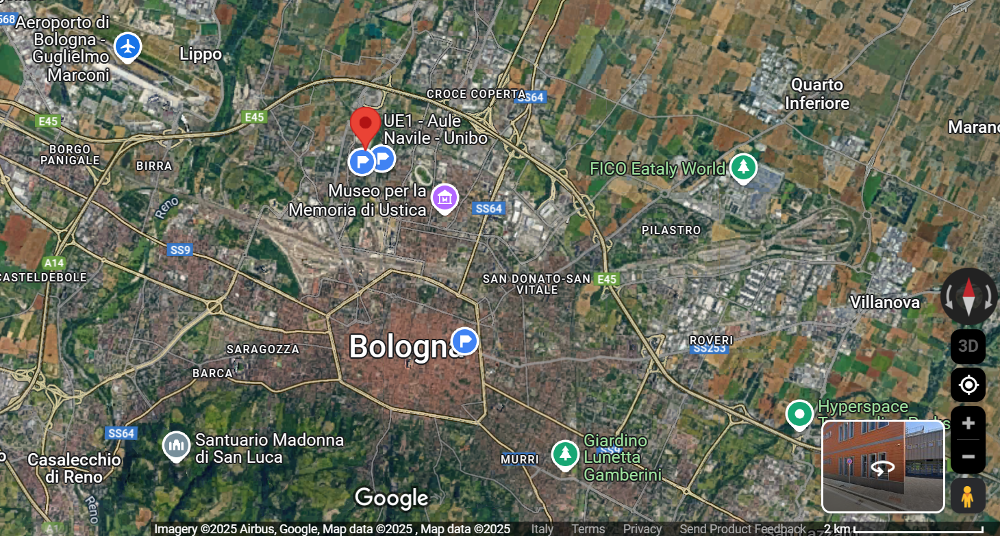 568
Aeroporto di
Bologna -
Guglielmo
Marconi
Lippo
CROCE COPERTA
SS64
Quarto
Inferiore
E45
E45
UE1 - Aule
Navile - Unibo
Marano
BORGO
PANIGALE
BIRRA
FICO Eataly World
Museo per la
Memoria di Ustica
Reno
SS64
PILASTRO
SS9
A14
CASTELDEBOLE
SAN DONATO-SAN
VITALE
E45
Villanova
3D
Bologna
SARAGOZZA
ROVERI
SS253
BARCA
Hyperspace
SS64
Santuario Madonna
di San Luca
Giardino
Lunetta
Gamberini
SS9
MURRI
Casalecchio
di Reno
Reno
Google
A14
Imagery ©2025 Airbus, Google, Map data ©2025 , Map data ©2025
Italy
Terms
Privacy
Send Product Feedback
2 km